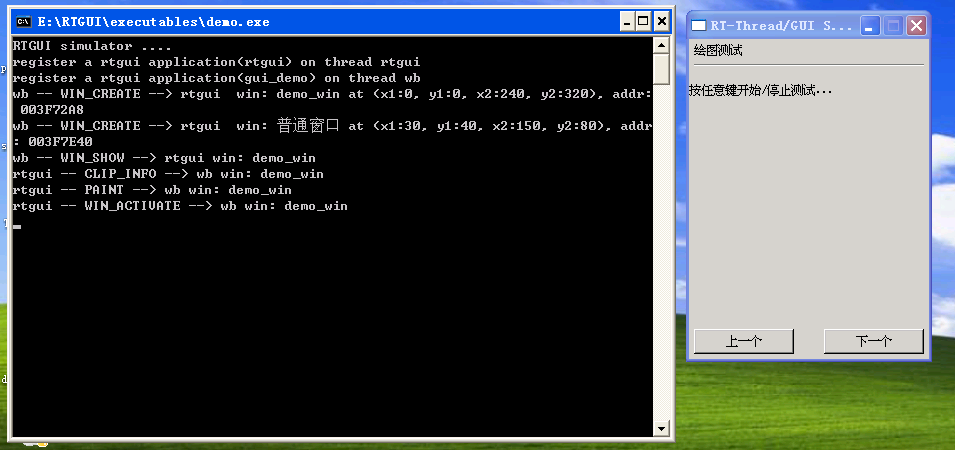 E:\RTGUI\executables\demo.exe
RTGUI simulator ....
register a rtgui application(rtgui) on thread rtgui
register a rtgui application(gui_demo) on thread wb
wb -- WIN_CREATE --> rtgui  win: demo_win at (x1:0, y1:0, x2:240, y2:320), addr:
 003F72A8
wb -- WIN_CREATE --> rtgui  win: 普通窗口 at (x1:30, y1:40, x2:150, y2:80), addr
: 003F7E40
wb -- WIN_SHOW --> rtgui win: demo_win
rtgui -- CLIP_INFO --> wb win: demo_win
rtgui -- PAINT --> wb win: demo_win
rtgui -- WIN_ACTIVATE --> wb win: demo_win
RT-Thread/GUI S...
绘图测试
按任意键开始/停止测试...
上一个
下一个